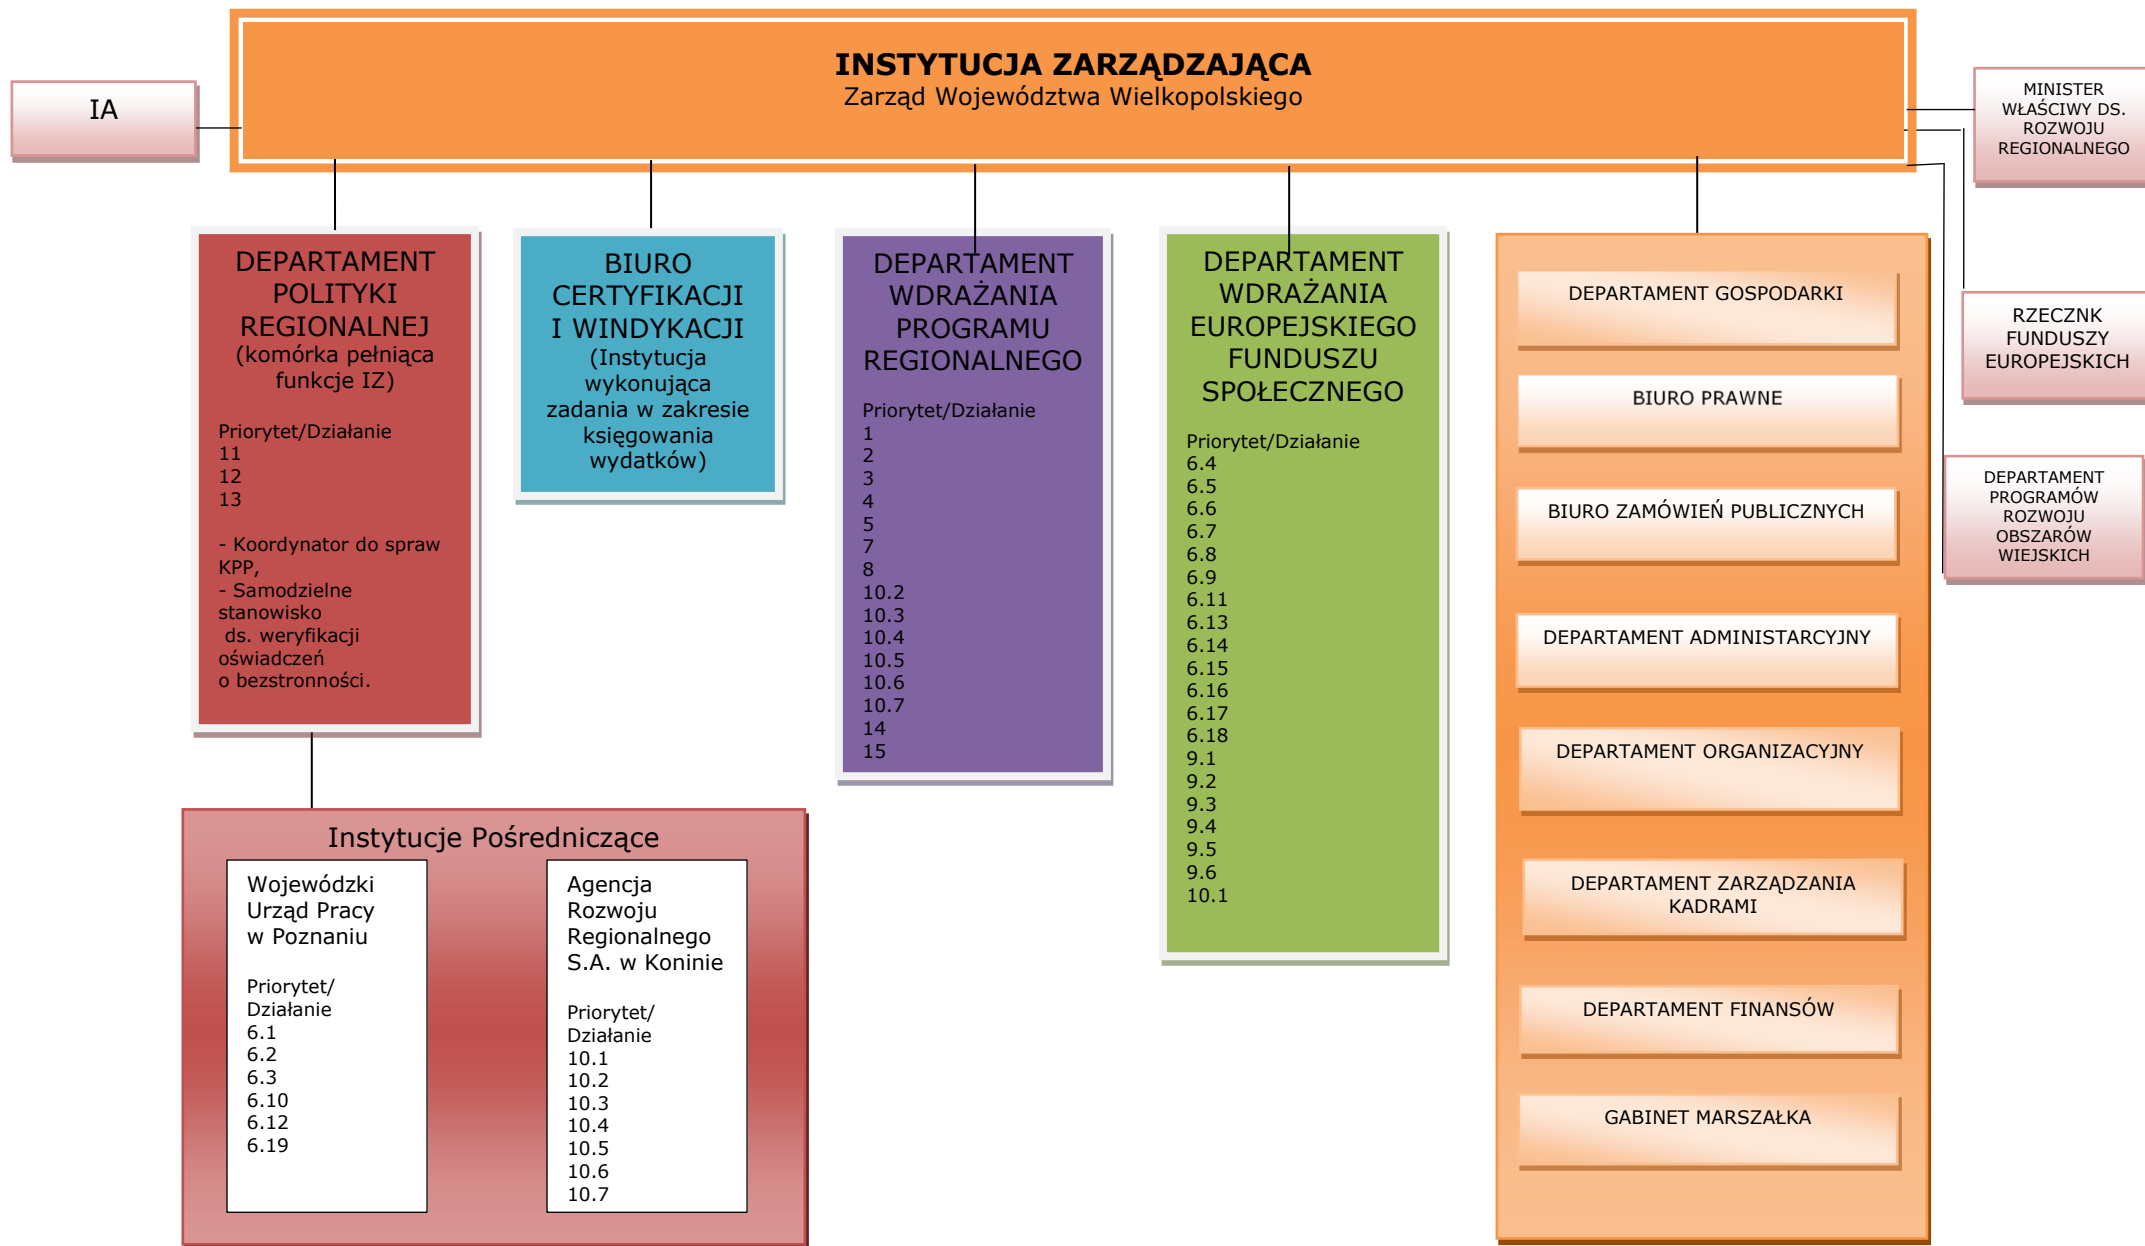 INSTYTUCJA ZARZĄDZAJĄCA
Zarząd Województwa Wielkopolskiego
IA
MINISTER
WŁAŚCIWY DS.
ROZWOJU
REGIONALNEGO
RZECZNK
FUNDUSZY
EUROPEJSKICH
DEPARTAMENT
PROGRAMÓW
ROZWOJU
OBSZARÓW
WIEJSKICH
DEPARTAMENT
POLITYKI
REGIONALNEJ
(komórka pełniąca
funkcje IZ)
Priorytet/Działanie
11
12
13
- Koordynator do spraw
KPP,
- Samodzielne
stanowisko
ds. weryfikacji
oświadczeń
o bezstronności.
BIURO
CERTYFIKACJI
I WINDYKACJI
(Instytucja
wykonująca
zadania w zakresie
księgowania
wydatków)
DEPARTAMENT
WDRAŻANIA
PROGRAMU
REGIONALNEGO
Priorytet/Działanie
1
2
3
4
5
7
8
10.2
10.3
10.4
10.5
10.6
10.7
14
15
DEPARTAMENT
WDRAŻANIA
EUROPEJSKIEGO
FUNDUSZU
SPOŁECZNEGO
Priorytet/Działanie
6.4
6.5
6.6
6.7
6.8
6.9
6.11
6.13
6.14
6.15
6.16
6.17
6.18
9.1
9.2
9.3
9.4
9.5
9.6
10.1
DEPARTAMENT GOSPODARKI
BIURO PRAWNE
BIURO ZAMÓWIEŃ PUBLICZNYCH
DEPARTAMENT ADMINISTARCYJNY
DEPARTAMENT ORGANIZACYJNY
DEPARTAMENT ZARZĄDZANIA
KADRAMI
DEPARTAMENT FINANSÓW
GABINET MARSZAŁKA
Instytucje Pośredniczące
Wojewódzki
Urząd Pracy
w Poznaniu
Priorytet/
Działanie
6.1
6.2
6.3
6.10
6.12
6.19
Agencja
Rozwoju
Regionalnego
S.A. w Koninie
Priorytet/
Działanie
10.1
10.2
10.3
10.4
10.5
10.6
10.7